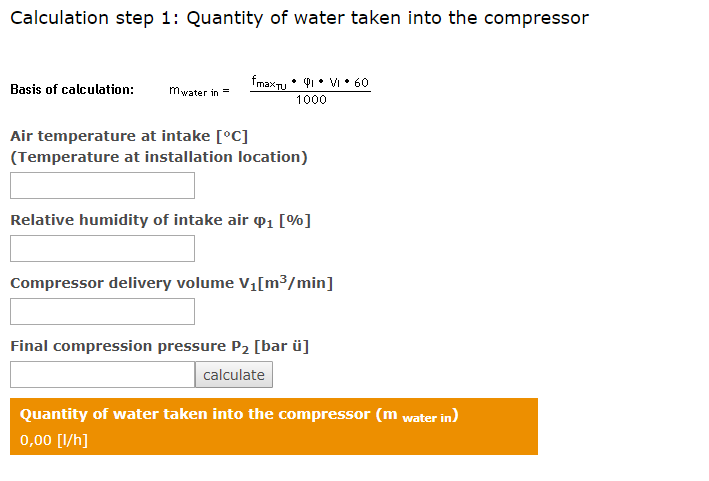 Calculation step 1: Quantity of water taken into the compressor
Basis of calculation: mwater in = fmaxTU • φI • VI • 60
1000
Air temperature at intake [°C]
(Temperature at installation location)
Relative humidity of intake air φ1 [%]
Compressor delivery volume V1[m³/min]
Final compression pressure P2 [bar ü]
calculate
Quantity of water taken into the compressor (m water in)
0,00 [l/h]